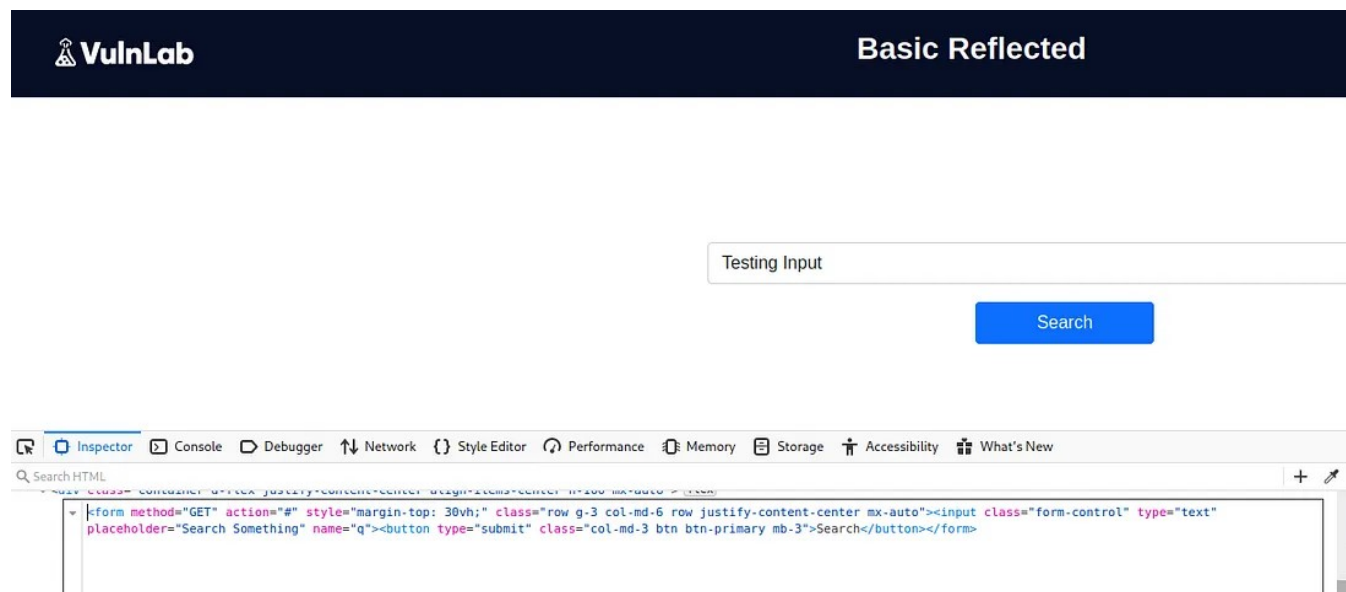 VulnLab
Basic Reflected
Testing Input
Search
Inspector Console Debugger Network Style Editor Performance Memory Storage Accessibility What's New
Search HTML
<form method="GET" action="#" style="margin-top: 30vh;" class="row g-3 col-md-6 row justify-content-center mx-auto"><input class="form-control" type="text"
placeholder="Search Something" name="q"><button type="submit" class="col-md-3 btn btn-primary mb-3">Search</button></form>